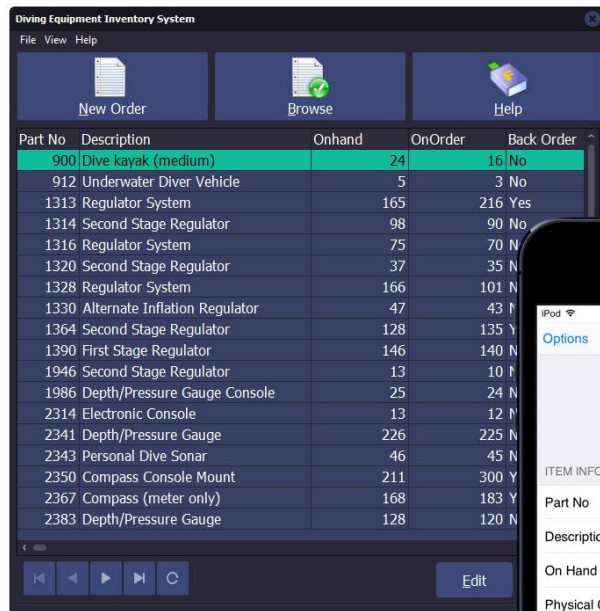 Diving Equipment Inventory System
File View Help
New Order Browse Help
Part No Description Onhand OnOrder Back Order
900 Dive kayak (medium) 24 16 No
912 Underwater Diver Vehicle 5 3 No
1313 Regulator System 165 216 Yes
1314 Second Stage Regulator 98 90 No
1316 Regulator System 75 70 N
1320 Second Stage Regulator 37 35 N
1328 Regulator System 166 101 N
1330 Alternate Inflation Regulator 47 43 N
1364 Second Stage Regulator 128 135 Y
1390 First Stage Regulator 146 140 N
1946 Second Stage Regulator 13 10 N
1986 Depth/Pressure Gauge Console 25 24 N
2314 Electronic Console 13 12 N
2341 Depth/Pressure Gauge 226 225 N
2343 Personal Dive Sonar 46 45 N
2350 Compass Console Mount 211 300 Y
2367 Compass (meter only) 168 183 Y
2383 Depth/Pressure Gauge 128 120 N
Edit
iPod
Options
ITEM INFO
Part No
Descriptio
On Hand
Physical